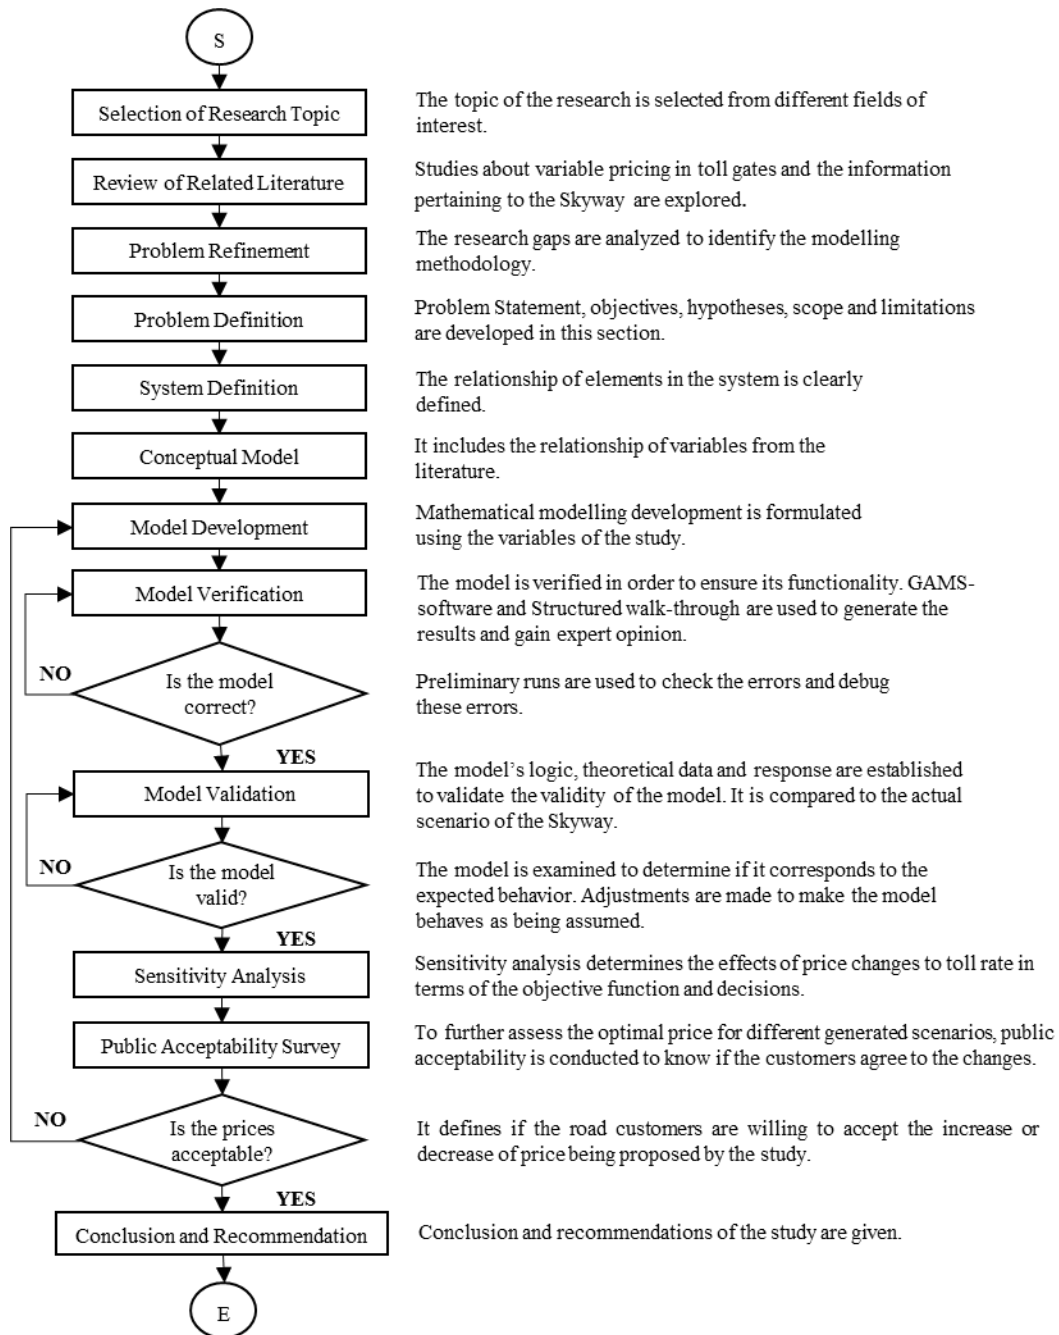 S
Selection of Research Topic
The topic of the research is selected from different fields of
interest.
Review of Related Literature
Studies about variable pricing in toll gates and the information
pertaining to the Skyway are explored.
Problem Refinement
The research gaps are analyzed to identify the modelling
methodology.
Problem Definition
Problem Statement, objectives, hypotheses, scope and limitations
are developed in this section.
System Definition
The relationship of elements in the system is clearly
defined.
Conceptual Model
It includes the relationship of variables from the
literature.
Model Development
Mathematical modelling development is formulated
using the variables of the study.
Model Verification
The model is verified in order to ensure its functionality. GAMS-
software and Structured walk-through are used to generate the
results and gain expert opinion.
NO
Is the model
correct?
Preliminary runs are used to check the errors and debug
these errors.
YES
Model Validation
The model's logic, theoretical data and response are established
to validate the validity of the model. It is compared to the actual
scenario of the Skyway.
NO
Is the model
valid?
The model is examined to determine if it corresponds to the
expected behavior. Adjustments are made to make the model
behaves as being assumed.
YES
Sensitivity Analysis
Sensitivity analysis determines the effects of price changes to toll rate in
terms of the objective function and decisions.
Public Acceptability Survey
To further assess the optimal price for different generated scenarios, public
acceptability is conducted to know if the customers agree to the changes.
NO
Is the prices
acceptable?
It defines if the road customers are willing to accept the increase or
decrease of price being proposed by the study.
YES
Conclusion and Recommendation
Conclusion and recommendations of the study are given.
E